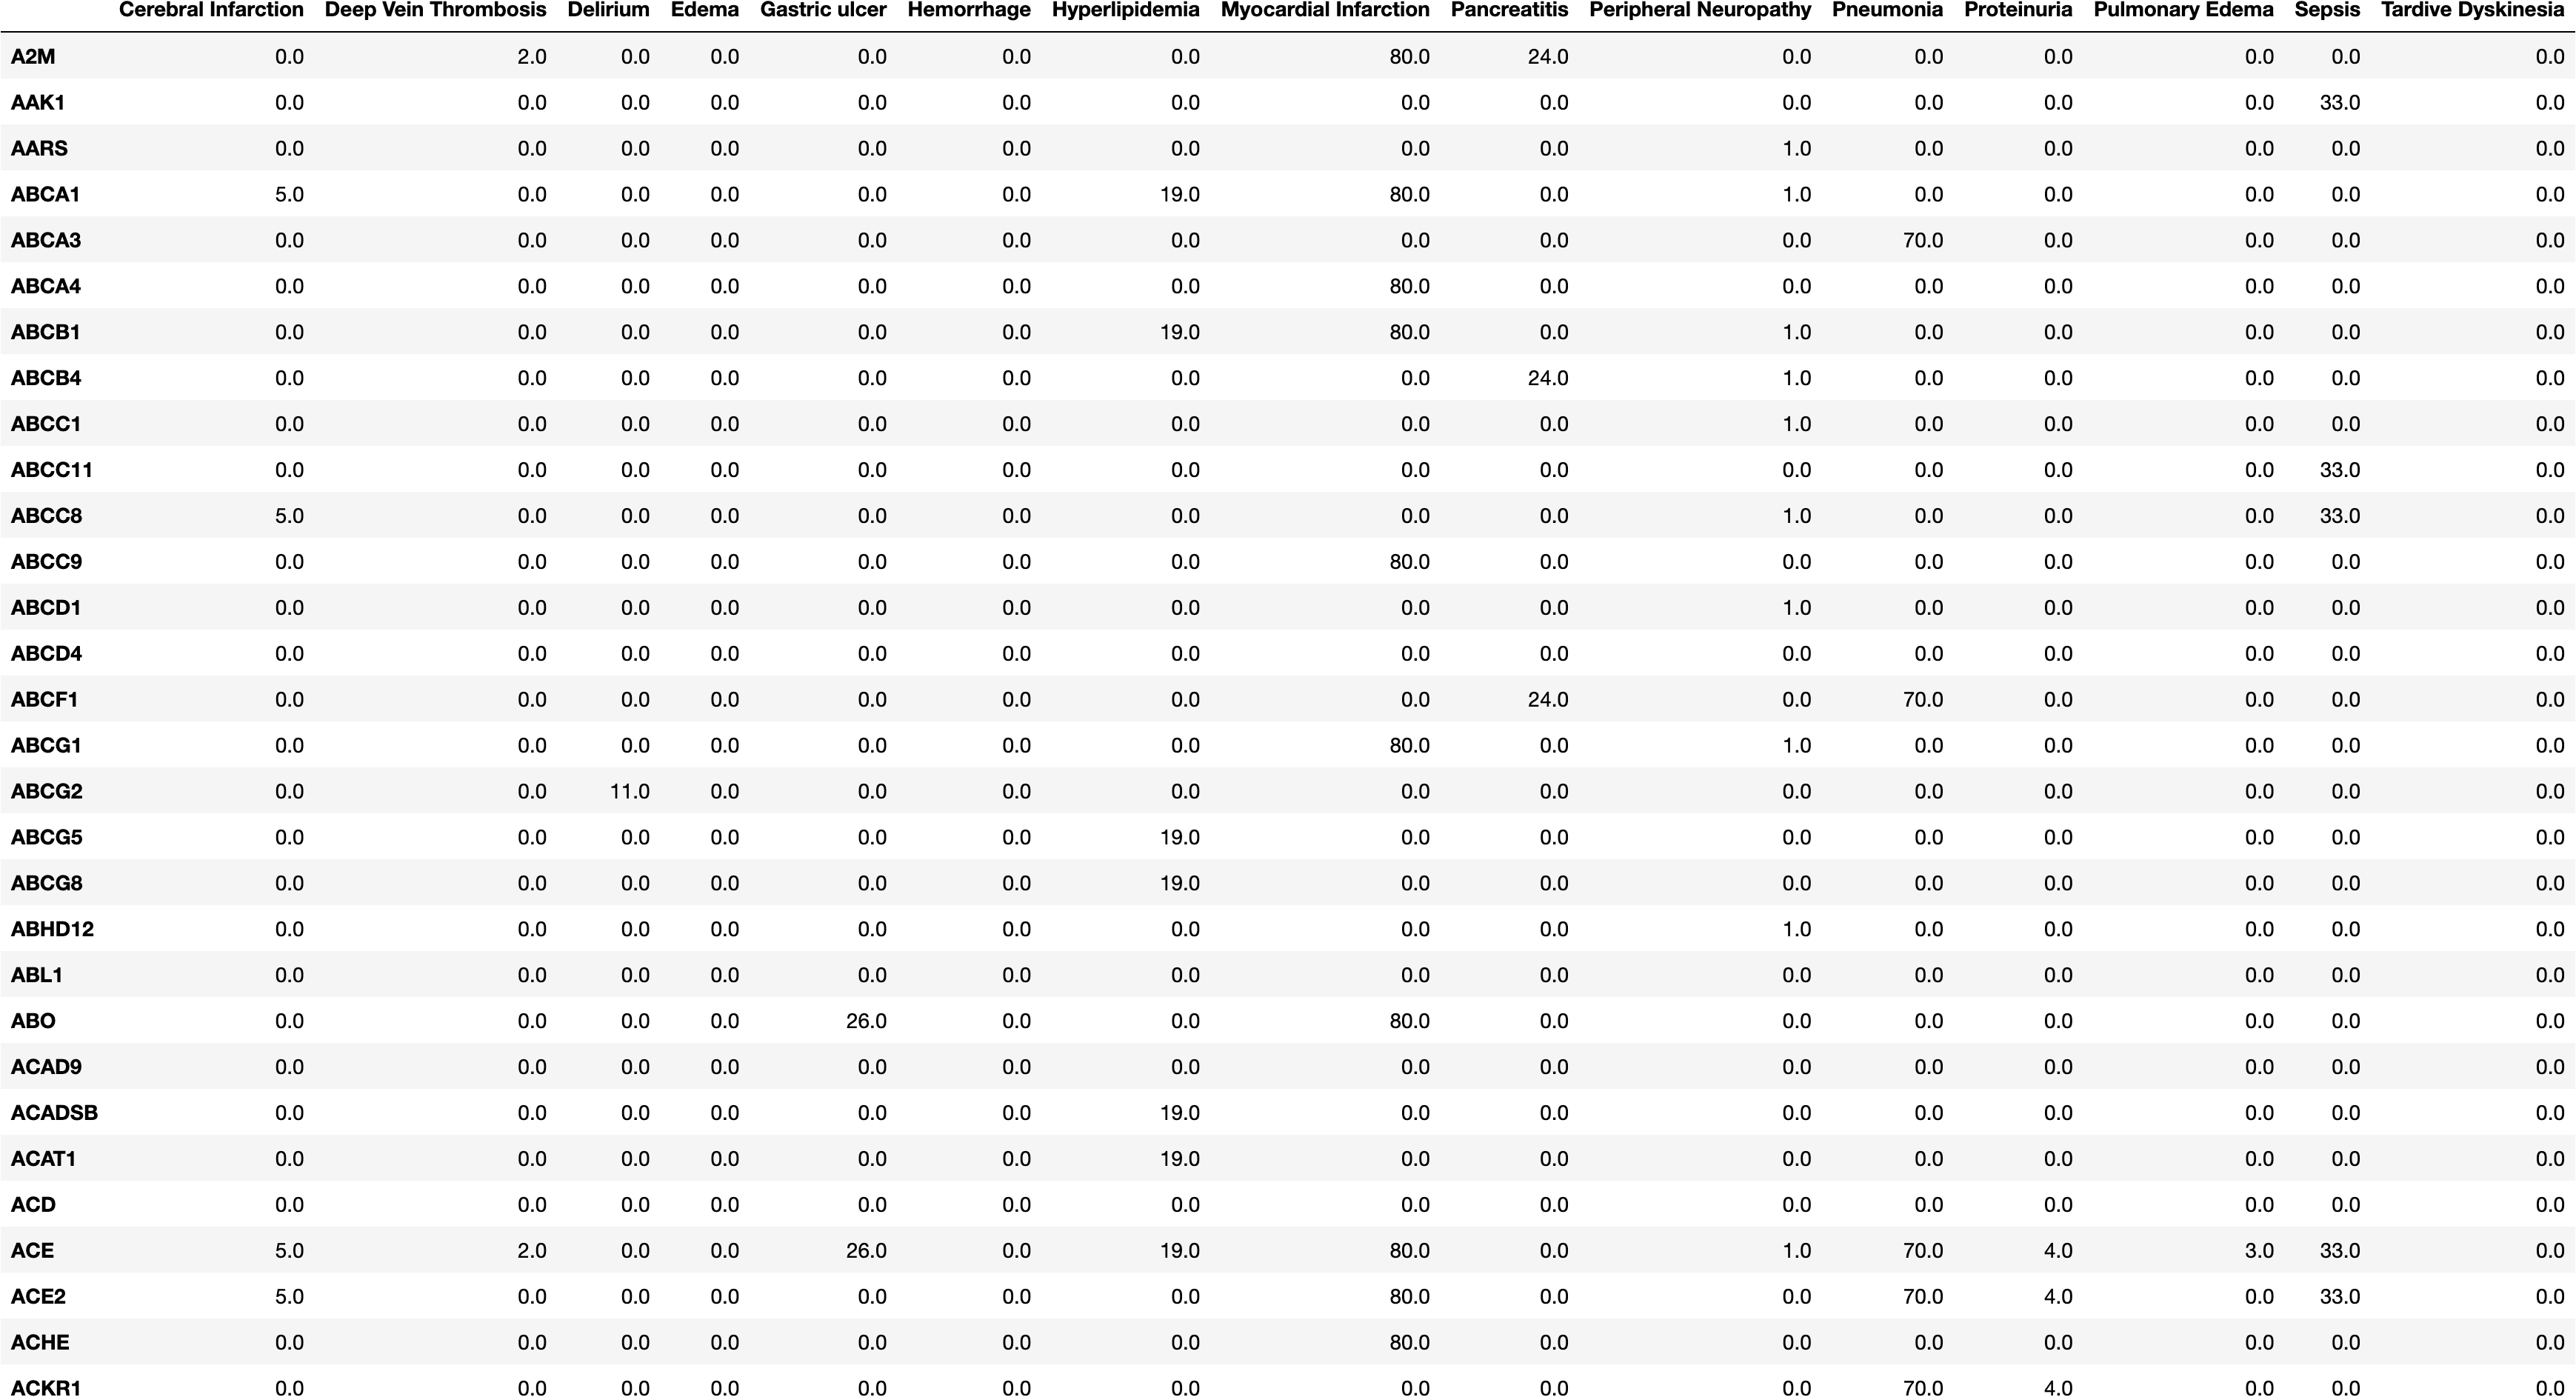 Cerebral Infarction Deep Vein Thrombosis Delirium Edema Gastric ulcer Hemorrhage Hyperlipidemia Myocardial Infarction Pancreatitis Peripheral Neuropathy Pneumonia Proteinuria Pulmonary Edema Sepsis Tardive Dyskinesia
A2M 0.0 2.0 0.0 0.0 0.0 0.0 0.0 80.0 24.0 0.0 0.0 0.0 0.0 0.0 0.0
AAK1 0.0 0.0 0.0 0.0 0.0 0.0 0.0 0.0 0.0 0.0 0.0 0.0 0.0 33.0 0.0
AARS 0.0 0.0 0.0 0.0 0.0 0.0 0.0 0.0 0.0 1.0 0.0 0.0 0.0 0.0 0.0
ABCA1 5.0 0.0 0.0 0.0 0.0 0.0 19.0 80.0 0.0 1.0 0.0 0.0 0.0 0.0 0.0
ABCA3 0.0 0.0 0.0 0.0 0.0 0.0 0.0 0.0 0.0 0.0 70.0 0.0 0.0 0.0 0.0
ABCA4 0.0 0.0 0.0 0.0 0.0 0.0 0.0 80.0 0.0 0.0 0.0 0.0 0.0 0.0 0.0
ABCB1 0.0 0.0 0.0 0.0 0.0 0.0 19.0 80.0 0.0 1.0 0.0 0.0 0.0 0.0 0.0
ABCB4 0.0 0.0 0.0 0.0 0.0 0.0 0.0 0.0 24.0 1.0 0.0 0.0 0.0 0.0 0.0
ABCC1 0.0 0.0 0.0 0.0 0.0 0.0 0.0 0.0 0.0 1.0 0.0 0.0 0.0 0.0 0.0
ABCC11 0.0 0.0 0.0 0.0 0.0 0.0 0.0 0.0 0.0 0.0 0.0 0.0 0.0 33.0 0.0
ABCC8 5.0 0.0 0.0 0.0 0.0 0.0 0.0 0.0 0.0 1.0 0.0 0.0 0.0 33.0 0.0
ABCC9 0.0 0.0 0.0 0.0 0.0 0.0 0.0 80.0 0.0 0.0 0.0 0.0 0.0 0.0 0.0
ABCD1 0.0 0.0 0.0 0.0 0.0 0.0 0.0 0.0 0.0 1.0 0.0 0.0 0.0 0.0 0.0
ABCD4 0.0 0.0 0.0 0.0 0.0 0.0 0.0 0.0 0.0 0.0 0.0 0.0 0.0 0.0 0.0
ABCF1 0.0 0.0 0.0 0.0 0.0 0.0 0.0 0.0 24.0 0.0 70.0 0.0 0.0 0.0 0.0
ABCG1 0.0 0.0 0.0 0.0 0.0 0.0 0.0 80.0 0.0 1.0 0.0 0.0 0.0 0.0 0.0
ABCG2 0.0 0.0 11.0 0.0 0.0 0.0 0.0 0.0 0.0 0.0 0.0 0.0 0.0 0.0 0.0
ABCG5 0.0 0.0 0.0 0.0 0.0 0.0 19.0 0.0 0.0 0.0 0.0 0.0 0.0 0.0 0.0
ABCG8 0.0 0.0 0.0 0.0 0.0 0.0 19.0 0.0 0.0 0.0 0.0 0.0 0.0 0.0 0.0
ABHD12 0.0 0.0 0.0 0.0 0.0 0.0 0.0 0.0 0.0 1.0 0.0 0.0 0.0 0.0 0.0
ABL1 0.0 0.0 0.0 0.0 0.0 0.0 0.0 0.0 0.0 0.0 0.0 0.0 0.0 0.0 0.0
ABO 0.0 0.0 0.0 0.0 26.0 0.0 0.0 80.0 0.0 0.0 0.0 0.0 0.0 0.0 0.0
ACAD9 0.0 0.0 0.0 0.0 0.0 0.0 0.0 0.0 0.0 0.0 0.0 0.0 0.0 0.0 0.0
ACADSB 0.0 0.0 0.0 0.0 0.0 0.0 19.0 0.0 0.0 0.0 0.0 0.0 0.0 0.0 0.0
ACAT1 0.0 0.0 0.0 0.0 0.0 0.0 19.0 0.0 0.0 0.0 0.0 0.0 0.0 0.0 0.0
ACD 0.0 0.0 0.0 0.0 0.0 0.0 0.0 0.0 0.0 0.0 0.0 0.0 0.0 0.0 0.0
ACE 5.0 2.0 0.0 0.0 26.0 0.0 19.0 80.0 0.0 1.0 70.0 4.0 3.0 33.0 0.0
ACE2 5.0 0.0 0.0 0.0 0.0 0.0 0.0 80.0 0.0 0.0 70.0 4.0 0.0 33.0 0.0
ACHE 0.0 0.0 0.0 0.0 0.0 0.0 0.0 80.0 0.0 0.0 0.0 0.0 0.0 0.0 0.0
ACKR1 0.0 0.0 0.0 0.0 0.0 0.0 0.0 0.0 0.0 0.0 70.0 4.0 0.0 0.0 0.0